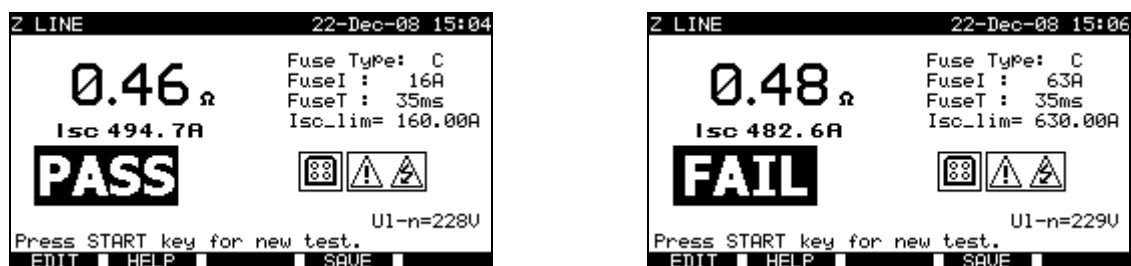 Z LINE 22-Dec-08 15:04
0.46 Ω
Isc 494.7A
PASS
Fuse Type: C
FuseI : 16A
FuseT : 35ms
Isc_lim= 160.00A
Ul-n=228V
Press START key for new test.
EDIT HELP SAVE
Z LINE 22-Dec-08 15:06
0.48 Ω
Isc 482.6A
FAIL
Fuse Type: C
FuseI : 63A
FuseT : 35ms
Isc_lim= 630.00A
Ul-n=229V
Press START key for new test.
EDIT HELP SAVE